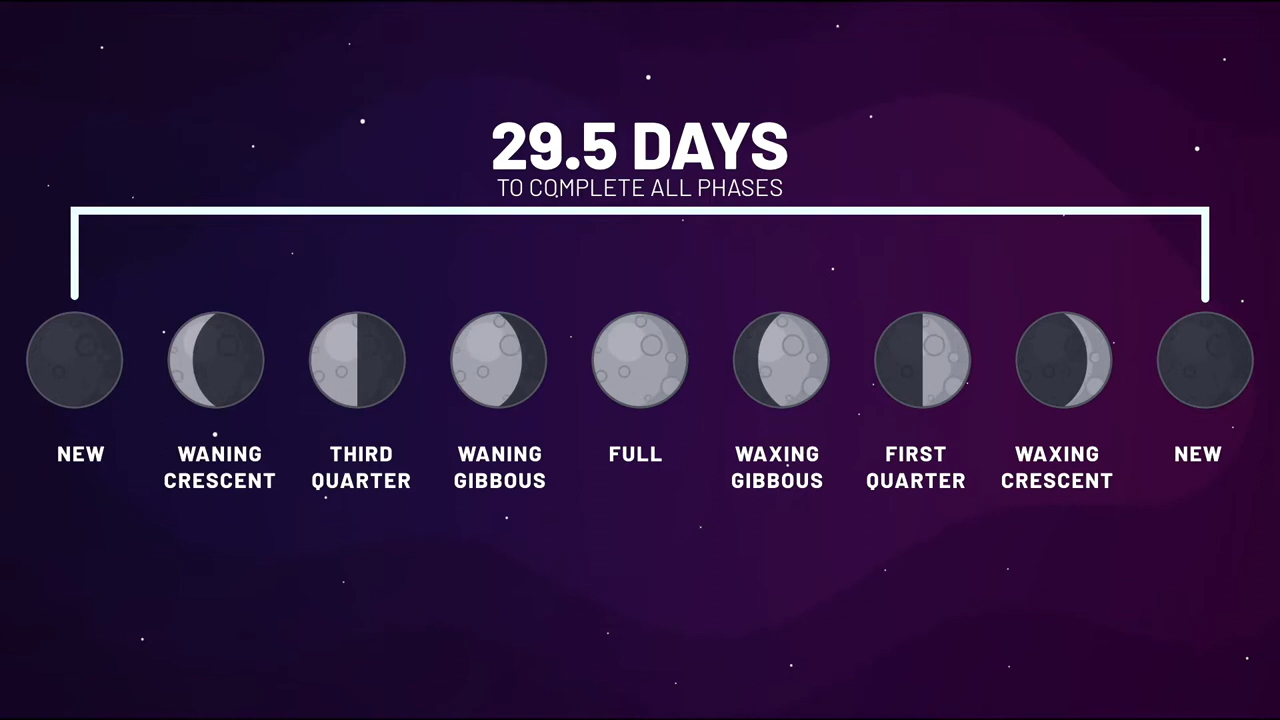 29.5 DAYS
TO COMPLETE ALL PHASES
NEW
WANING
CRESCENT
THIRD
QUARTER
WANING
GIBBOUS
FULL
WAXING
GIBBOUS
FIRST
QUARTER
WAXING
CRESCENT
NEW